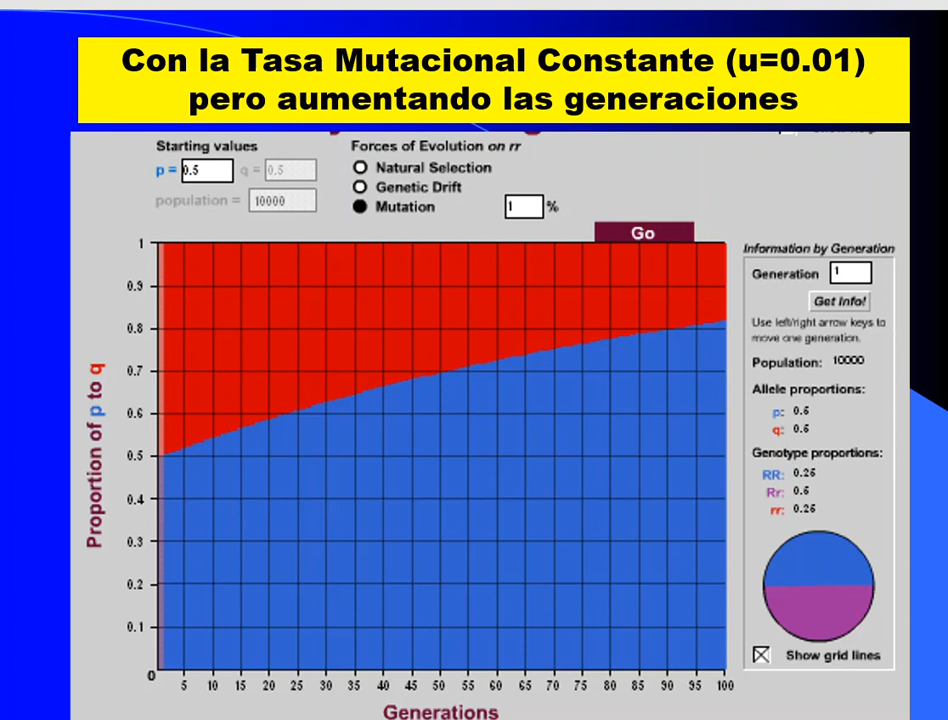 Con la Tasa Mutacional Constante (u=0.01)
pero aumentando las generaciones
Starting values
p = 0.5 q = 0.5
population = 10000
Forces of Evolution on rr
Natural Selection
Genetic Drift
Mutation 1 %
Go
Information by Generation
Generation 1
Get Info!
Use left/right arrow keys to
move one generation.
Population: 10000
Allele proportions:
p: 0.5
q: 0.5
Genotype proportions:
RR: 0.25
Rr: 0.5
rr: 0.25
Show grid lines
Proportion of p to q
1
0.9
0.8
0.7
0.6
0.5
0.4
0.3
0.2
0.1
0
5 10 15 20 25 30 35 40 45 50 55 60 65 70 75 80 85 90 95 100
Generations